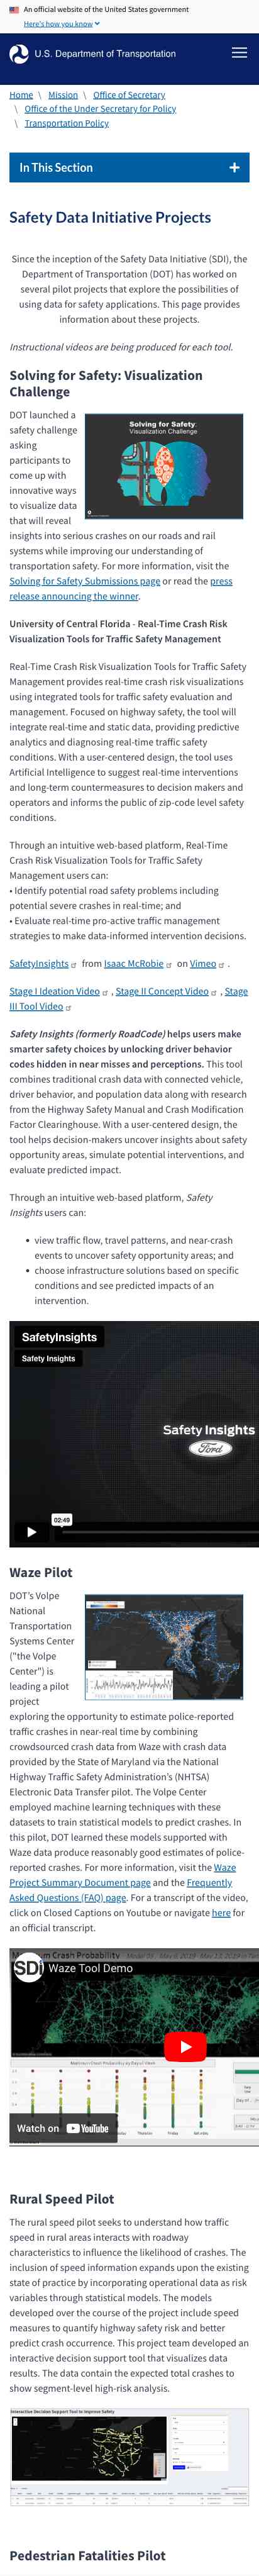 An official website of the United States government
Here's how you know
U.S. Department of Transportation
Home \ Mission \ Office of Secretary
\ Office of the Under Secretary for Policy
\ Transportation Policy
In This Section
Safety Data Initiative Projects
Since the inception of the Safety Data Initiative (SDI), the
Department of Transportation (DOT) has worked on
several pilot projects that explore the possibilities of
using data for safety applications. This page provides
information about these projects.
Instructional videos are being produced for each tool.
Solving for Safety: Visualization
Challenge
DOT launched a
safety challenge
asking
participants to
come up with
innovative ways
to visualize data
that will reveal
Solving for Safety:
Visualization Challenge
insights into serious crashes on our roads and rail
systems while improving our understanding of
transportation safety. For more information, visit the
Solving for Safety Submissions page or read the press
release announcing the winner.
University of Central Florida - Real-Time Crash Risk
Visualization Tools for Traffic Safety Management
Real-Time Crash Risk Visualization Tools for Traffic Safety
Management provides real-time crash risk visualizations
using integrated tools for traffic safety evaluation and
management. Focused on highway safety, the tool will
integrate real-time and static data, providing predictive
analytics and diagnosing real-time traffic safety
conditions. With a user-centered design, the tool uses
Artificial Intelligence to suggest real-time interventions
and long-term countermeasures to decision makers and
operators and informs the public of zip-code level safety
conditions.
Through an intuitive web-based platform, Real-Time
Crash Risk Visualization Tools for Traffic Safety
Management users can:
• Identify potential road safety problems including
potential severe crashes in real-time; and
• Evaluate real-time pro-active traffic management
strategies to make data-informed intervention decisions.
SafetyInsights from Isaac McRobie on Vimeo .
Stage I Ideation Video , Stage II Concept Video , Stage
III Tool Video
Safety Insights (formerly RoadCode) helps users make
smarter safety choices by unlocking driver behavior
codes hidden in near misses and perceptions. This tool
combines traditional crash data with connected vehicle,
driver behavior, and population data along with research
from the Highway Safety Manual and Crash Modification
Factor Clearinghouse. With a user-centered design, the
tool helps decision-makers uncover insights about safety
opportunity areas, simulate potential interventions, and
evaluate predicted impact.
Through an intuitive web-based platform, Safety
Insights users can:
• view traffic flow, travel patterns, and near-crash
events to uncover safety opportunity areas; and
• choose infrastructure solutions based on specific
conditions and see predicted impacts of an
intervention.
SafetyInsights
Safety Insights
Safety Insights
Ford
02:49
Waze Pilot
DOT's Volpe
National
Transportation
Systems Center
("the Volpe
Center") is
leading a pilot
project
exploring the opportunity to estimate police-reported
traffic crashes in near-real time by combining
crowdsourced crash data from Waze with crash data
provided by the State of Maryland via the National
Highway Traffic Safety Administration's (NHTSA)
Electronic Data Transfer pilot. The Volpe Center
employed machine learning techniques with these
datasets to train statistical models to predict crashes. In
this pilot, DOT learned these models supported with
Waze data produce reasonably good estimates of police-
reported crashes. For more information, visit the Waze
Project Summary Document page and the Frequently
Asked Questions (FAQ) page. For a transcript of the video,
click on Closed Captions on Youtube or navigate here for
an official transcript.
Crash Probability
SDI
Waze Tool Demo
Watch on YouTube
Rural Speed Pilot
The rural speed pilot seeks to understand how traffic
speed in rural areas interacts with roadway
characteristics to influence the likelihood of crashes. The
inclusion of speed information expands upon the existing
state of practice by incorporating operational data as risk
variables through statistical models. The models
developed over the course of the project include speed
measures to quantify highway safety risk and better
predict crash occurrence. This project team developed an
interactive decision support tool that visualizes data
results. The data contain the expected total crashes to
show segment-level high-risk analysis.
Interactive Decision Support Tool to Improve Safety
Pedestrian Fatalities Pilot